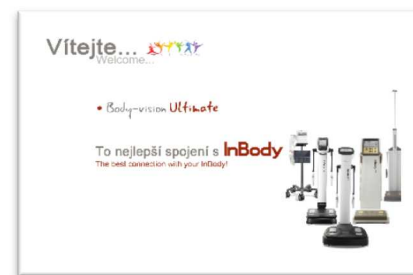 Vítejte...
Welcome...
• Body-vision Ultimate
To nejlepší spojení s InBody
The best connection with your InBody!